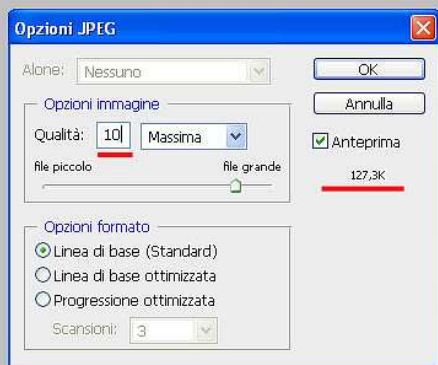 Opzioni JPEG
Alone: Nessuno
OK
Opzioni immagine
Annulla
Qualità: 10 Massima
Anteprima
file piccolo file grande
127,3K
Opzioni formato
Linea di base (Standard)
Linea di base ottimizzata
Progressione ottimizzata
Scansioni: 3